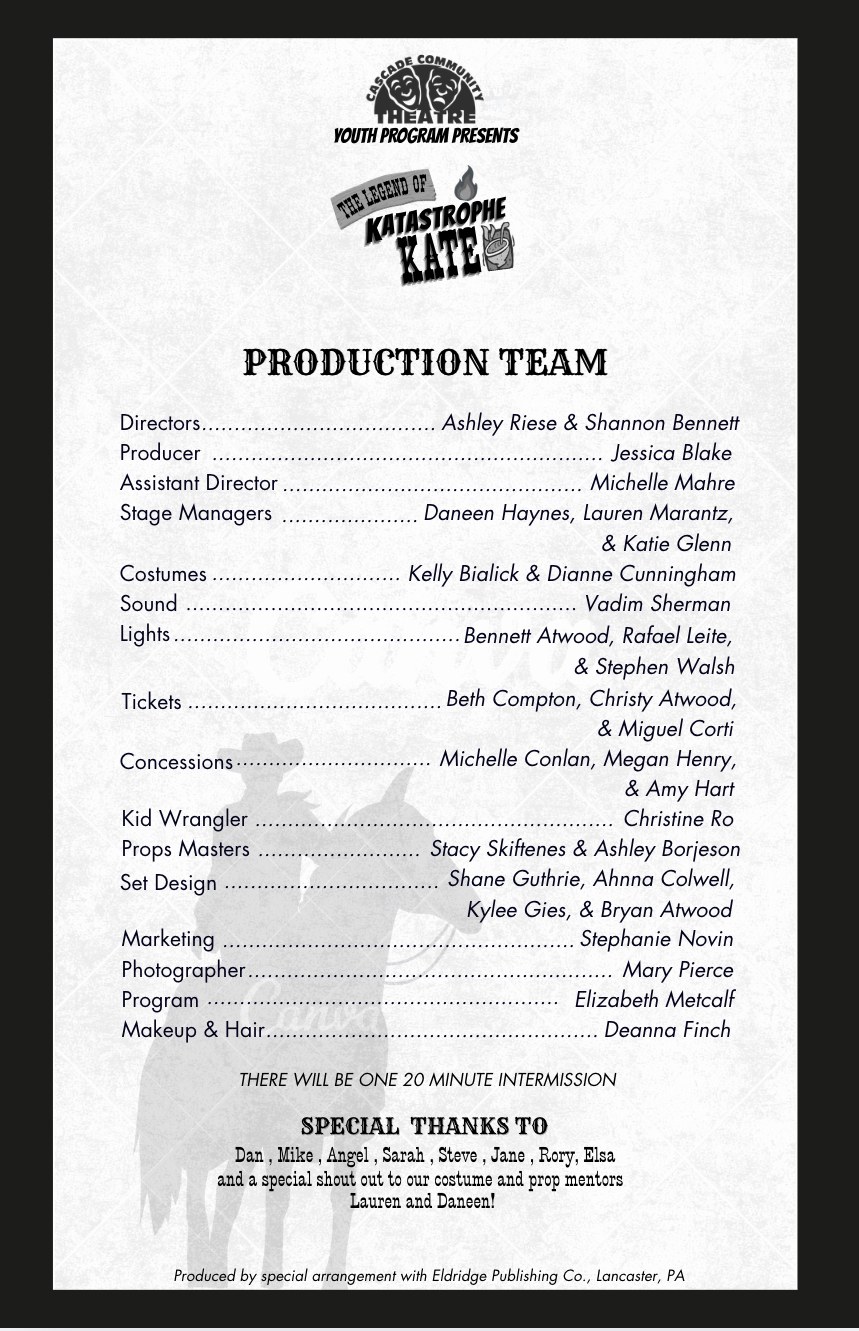 CASCADE COMMUNITY
THEATRE
YOUTH PROGRAM PRESENTS
THE LEGEND OF
KATASTROPHE
KATE
PRODUCTION TEAM
Directors.................................... Ashley Riese & Shannon Bennett
Producer ............................................................ Jessica Blake
Assistant Director .............................................. Michelle Mahre
Stage Managers ..................... Daneen Haynes, Lauren Marantz,
& Katie Glenn
Costumes ............................. Kelly Bialick & Dianne Cunningham
Sound ............................................................ Vadim Sherman
Lights............................................ Bennett Atwood, Rafael Leite,
& Stephen Walsh
Tickets ....................................... Beth Compton, Christy Atwood,
& Miguel Corti
Concessions.............................. Michelle Conlan, Megan Henry,
& Amy Hart
Kid Wrangler ....................................................... Christine Ro
Props Masters ......................... Stacy Skiftenes & Ashley Borjeson
Set Design ................................. Shane Guthrie, Ahnna Colwell,
Kylee Gies, & Bryan Atwood
Marketing ...................................................... Stephanie Novin
Photographer........................................................ Mary Pierce
Program ...................................................... Elizabeth Metcalf
Canva
Makeup & Hair................................................... Deanna Finch
THERE WILL BE ONE 20 MINUTE INTERMISSION
SPECIAL THANKS TO
Dan , Mike , Angel , Sarah , Steve , Jane , Rory, Elsa
and a special shout out to our costume and prop mentors
Lauren and Daneen!
Produced by special arrangement with Eldridge Publishing Co., Lancaster, PA